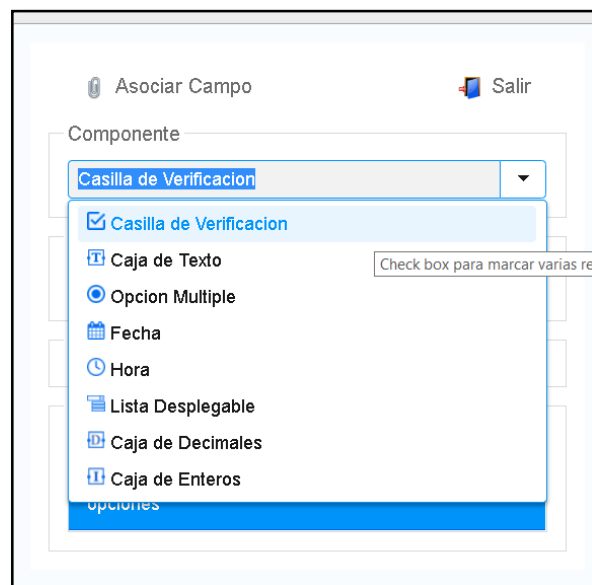 Asociar Campo Salir
Componente
Casilla de Verificacion
Casilla de Verificacion
Caja de Texto
Check box para marcar varias re
Opcion Multiple
Fecha
Hora
Lista Desplegable
Caja de Decimales
Caja de Enteros
opciones